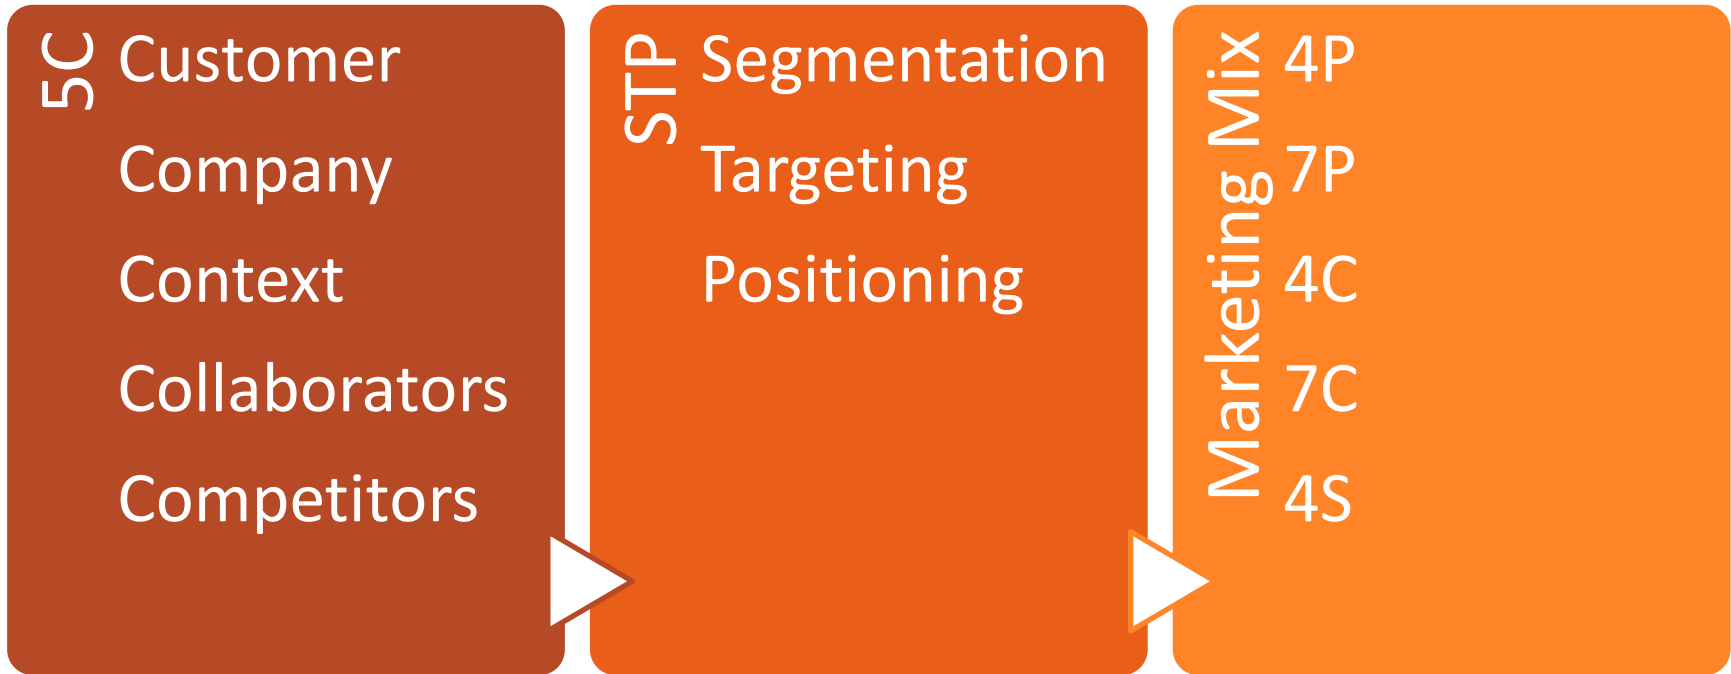 5C
Customer
Company
Context
Collaborators
Competitors
STP
Segmentation
Targeting
Positioning
Marketing Mix
4P
7P
4C
7C
4S